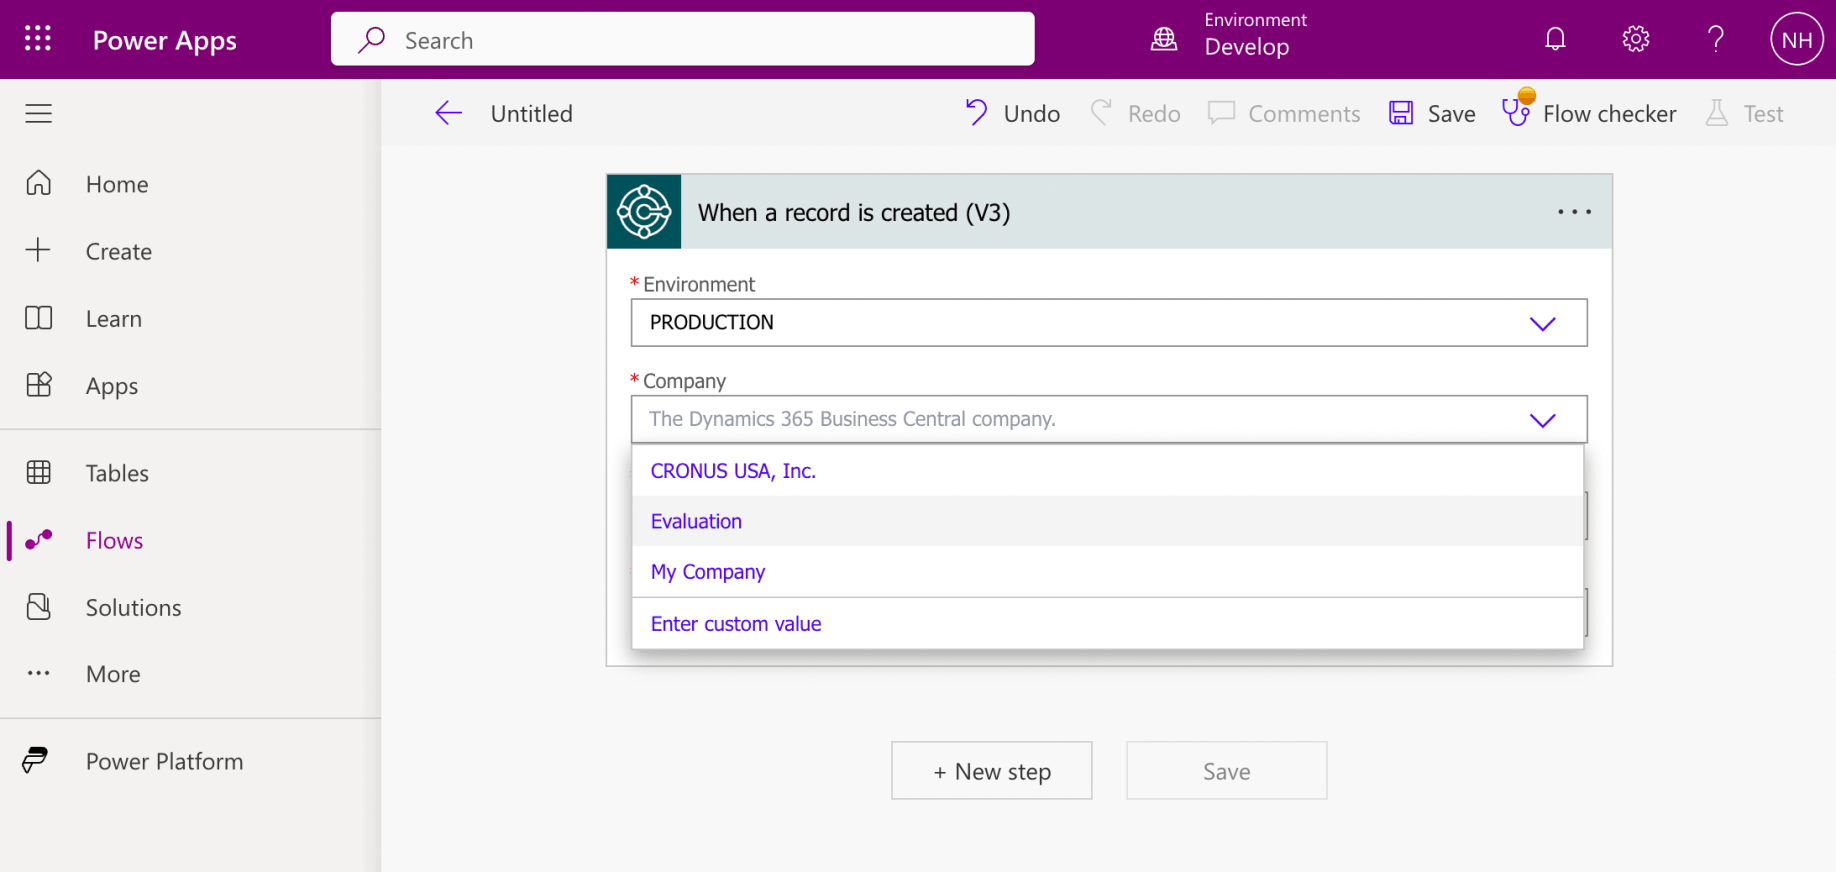 Power Apps
Search
Environment
Develop
?
NH
Untitled
Undo
Redo
Comments
Save
Flow checker
Test
Home
Create
Learn
Apps
Tables
Flows
Solutions
More
Power Platform
When a record is created (V3)
* Environment
PRODUCTION
* Company
The Dynamics 365 Business Central company.
CRONUS USA, Inc.
Evaluation
My Company
Enter custom value
+ New step
Save